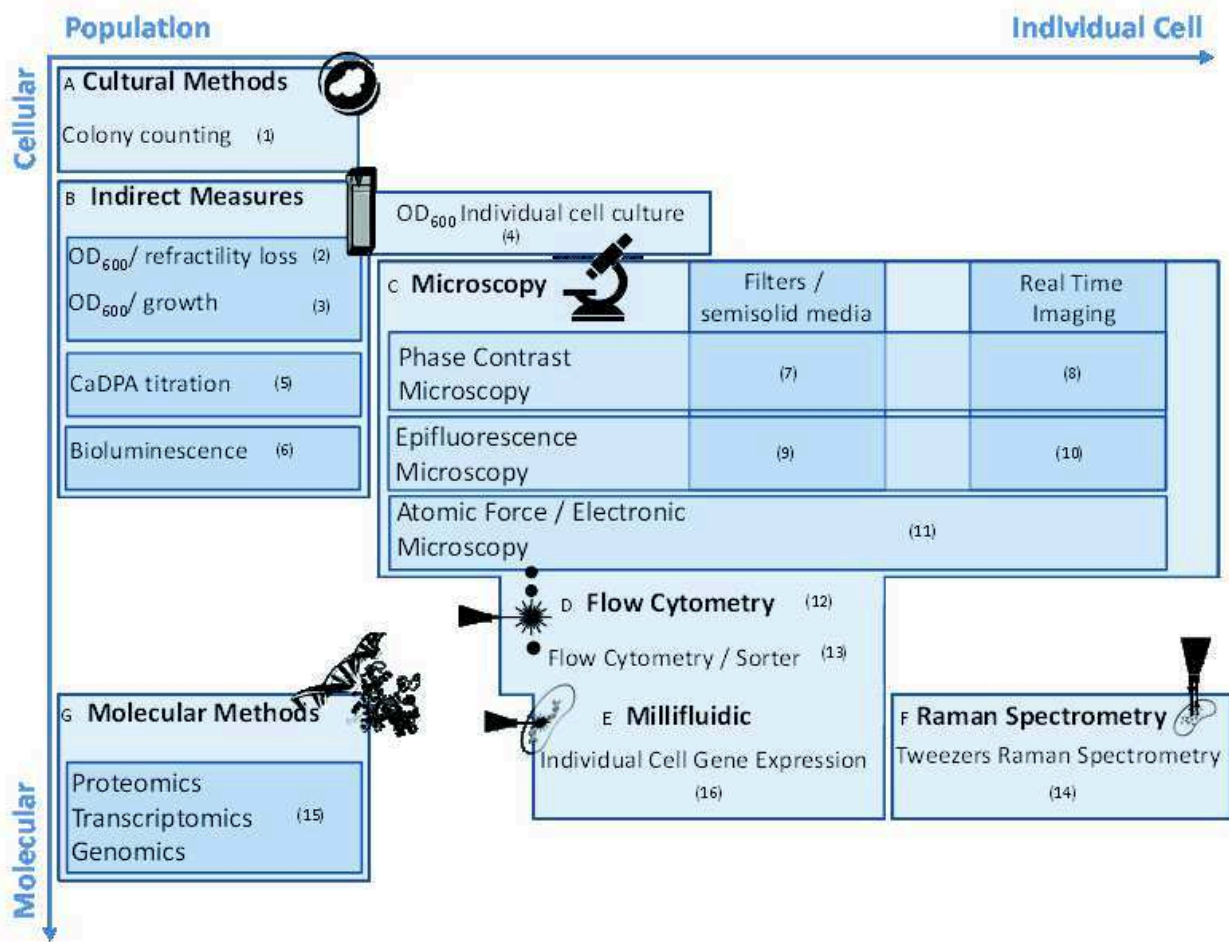 Population
Individual Cell
Cellular
Molecular
A Cultural Methods
Colony counting (1)
B Indirect Measures
OD600/ refractility loss (2)
OD600/ growth (3)
CaDPA titration (5)
Bioluminescence (6)
OD600 Individual cell culture
(4)
C Microscopy
Filters /
semisolid media
Real Time
Imaging
Phase Contrast
Microscopy
(7)
(8)
Epifluorescence
Microscopy
(9)
(10)
Atomic Force / Electronic
Microscopy
(11)
D Flow Cytometry (12)
Flow Cytometry / Sorter (13)
E Millifluidic
Individual Cell Gene Expression
(16)
F Raman Spectrometry
Tweezers Raman Spectrometry
(14)
G Molecular Methods
Proteomics
Transcriptomics (15)
Genomics